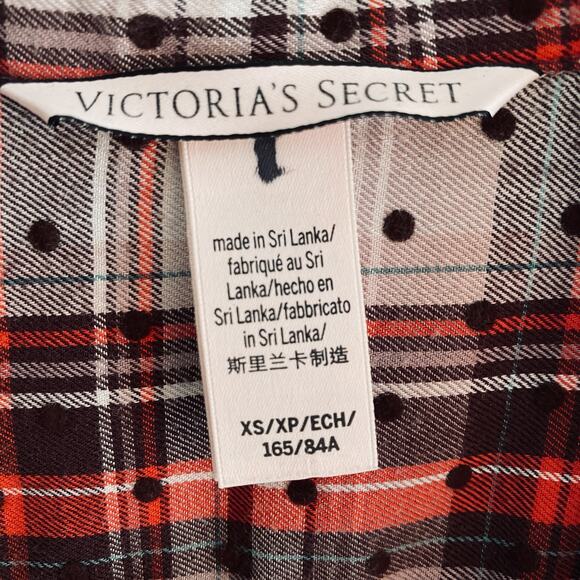 VICTORIA'S SECRET
made in Sri Lanka/
fabriqué au Sri
Lanka/hecho en
Sri Lanka/fabbricato
in Sri Lanka/
斯里兰卡制造
XS/XP/ECH/
165/84A